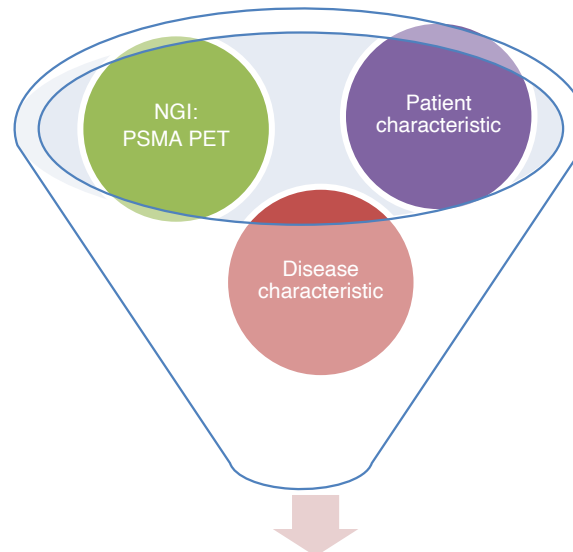 NGI:
PSMA PET
Patient
characteristic
Disease
characteristic